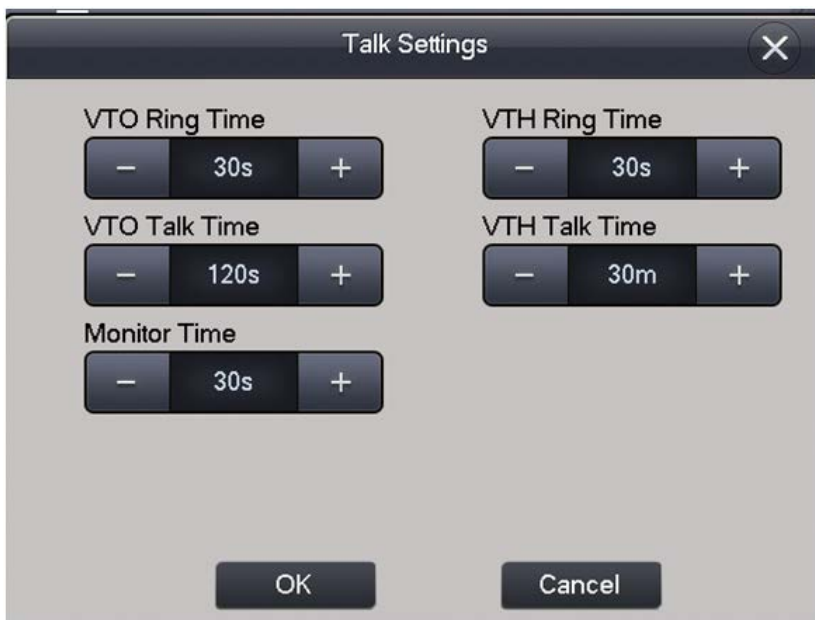 Talk Settings
VTO Ring Time VTH Ring Time
− 30s + − 30s +
VTO Talk Time VTH Talk Time
− 120s + − 30m +
Monitor Time
− 30s +
OK Cancel